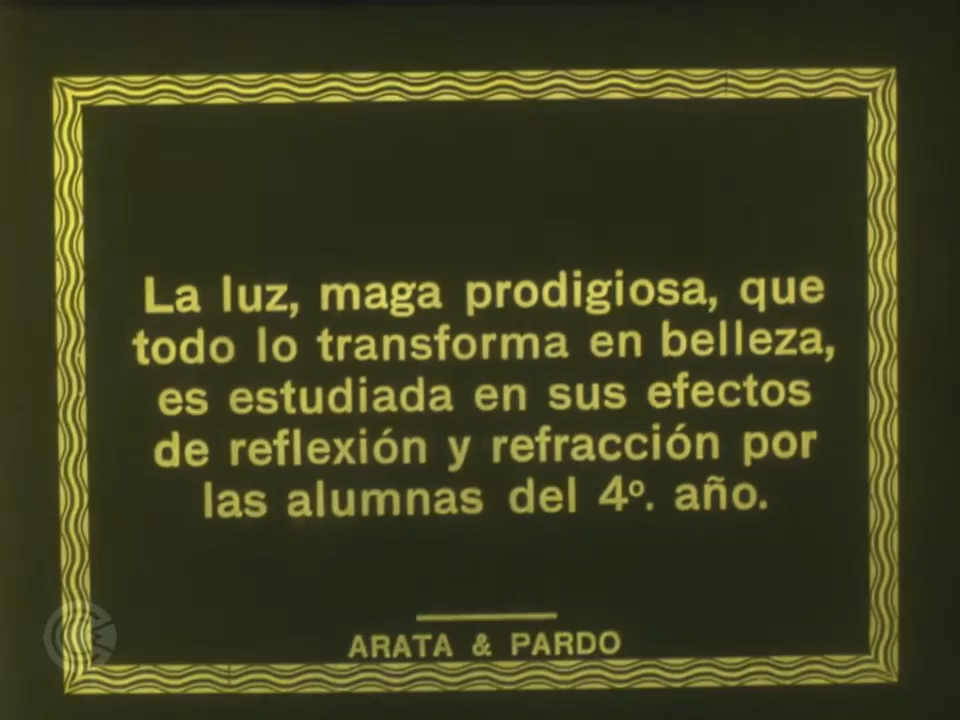 La luz, maga prodigiosa, que
todo lo transforma en belleza,
es estudiada en sus efectos
de reflexión y refracción por
las alumnas del 4º. año.
ARATA & PARDO